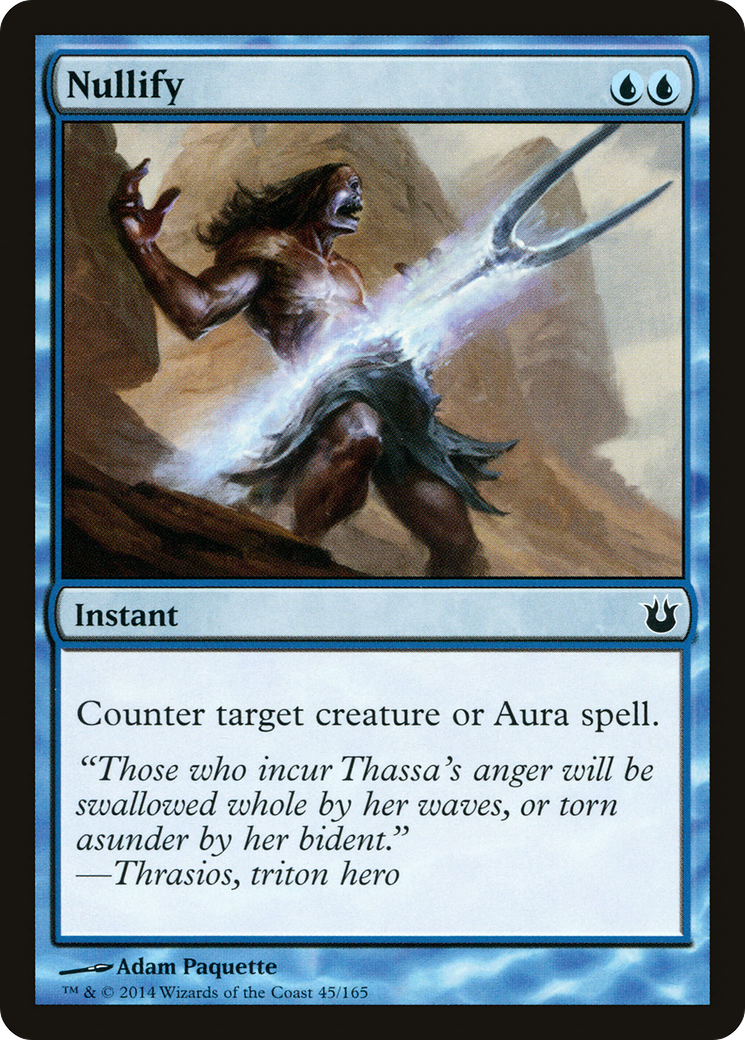 Nullify
Instant
Counter target creature or Aura spell.
“Those who incur Thassa’s anger will be
swallowed whole by her waves, or torn
asunder by her bident.”
—Thrasios, triton hero
Adam Paquette
™ & © 2014 Wizards of the Coast 45/165